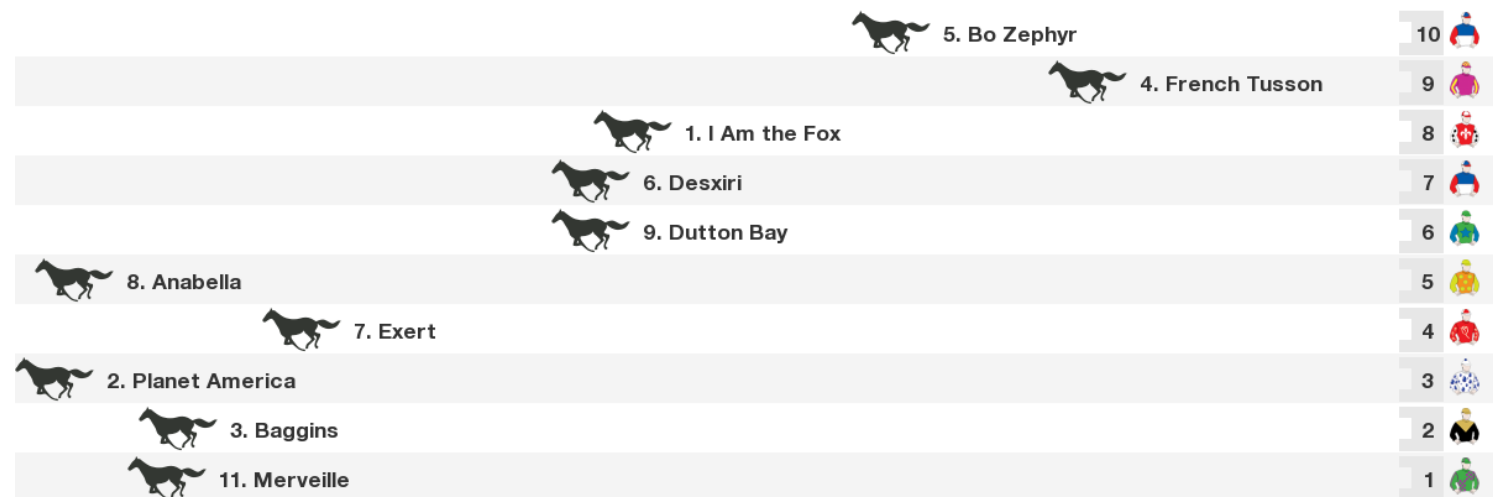 5. Bo Zephyr 10
4. French Tusson 9
1. I Am the Fox 8
6. Desxiri 7
9. Dutton Bay 6
8. Anabella 5
7. Exert 4
2. Planet America 3
3. Baggins 2
11. Merveille 1